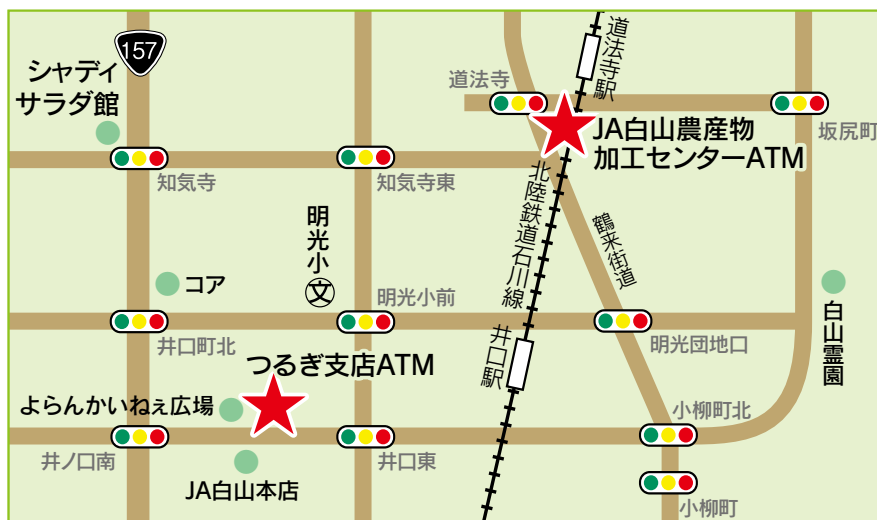 157
シャディ
サラダ館
道法寺駅
道法寺
JA白山農産物
加工センターATM
坂尻町
知気寺
知気寺東
北陸鉄道石川線
鶴来街道
明光小
文
コア
明光小前
井口町北
井口駅
明光団地口
白山霊園
つるぎ支店ATM
よらんかいねぇ広場
小柳町北
井ノ口南
井口東
JA白山本店
小柳町